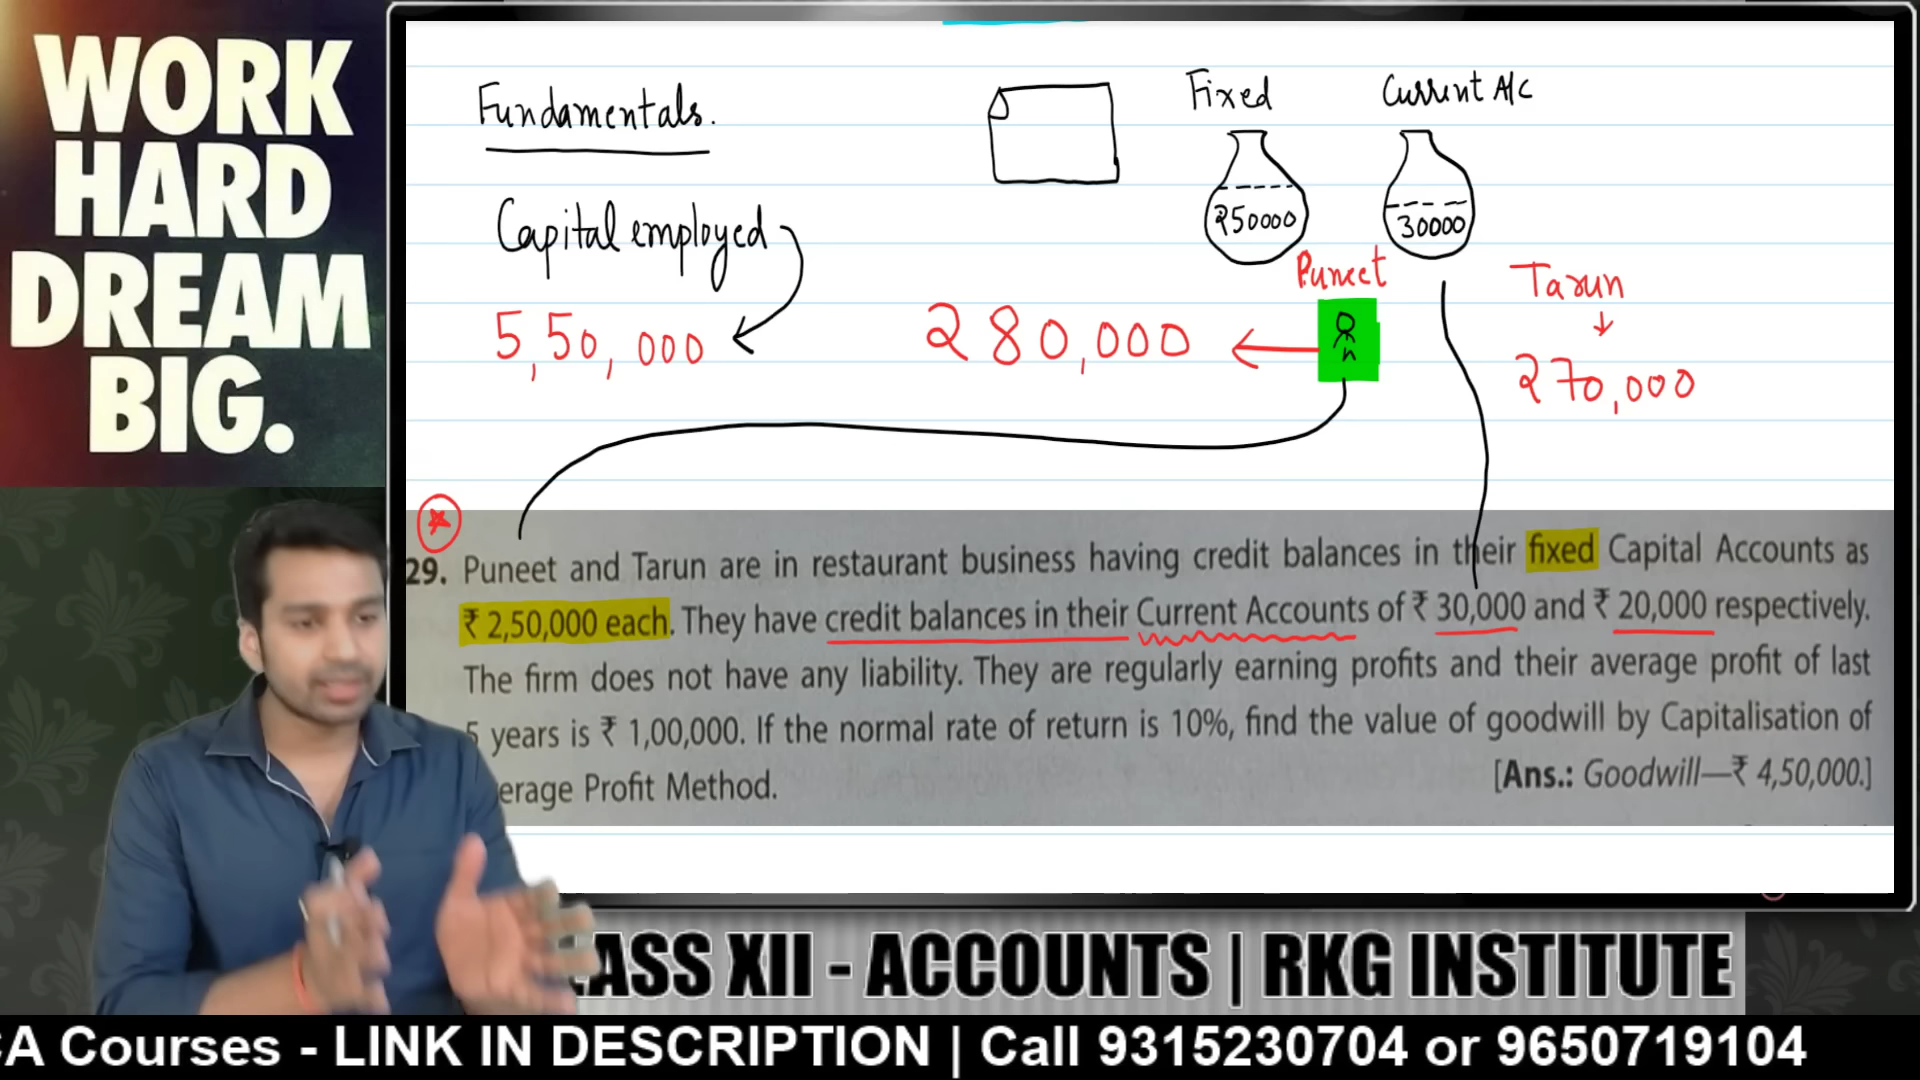 WORK
HARD
DREAM
BIG.
Fundamentals.
Fixed
Current A/C
250000
30000
Capital employed
Puneet
Tarun
5,50,000
280,000
270,000
29. Puneet and Tarun are in restaurant business having credit balances in their fixed Capital Accounts as
₹ 2,50,000 each. They have credit balances in their Current Accounts of ₹ 30,000 and ₹ 20,000 respectively.
The firm does not have any liability. They are regularly earning profits and their average profit of last
5 years is ₹ 1,00,000. If the normal rate of return is 10%, find the value of goodwill by Capitalisation of
erage Profit Method. [Ans.: Goodwill—₹ 4,50,000.]
LASS XII - ACCOUNTS | RKG INSTITUTE
CA Courses - LINK IN DESCRIPTION | Call 9315230704 or 9650719104